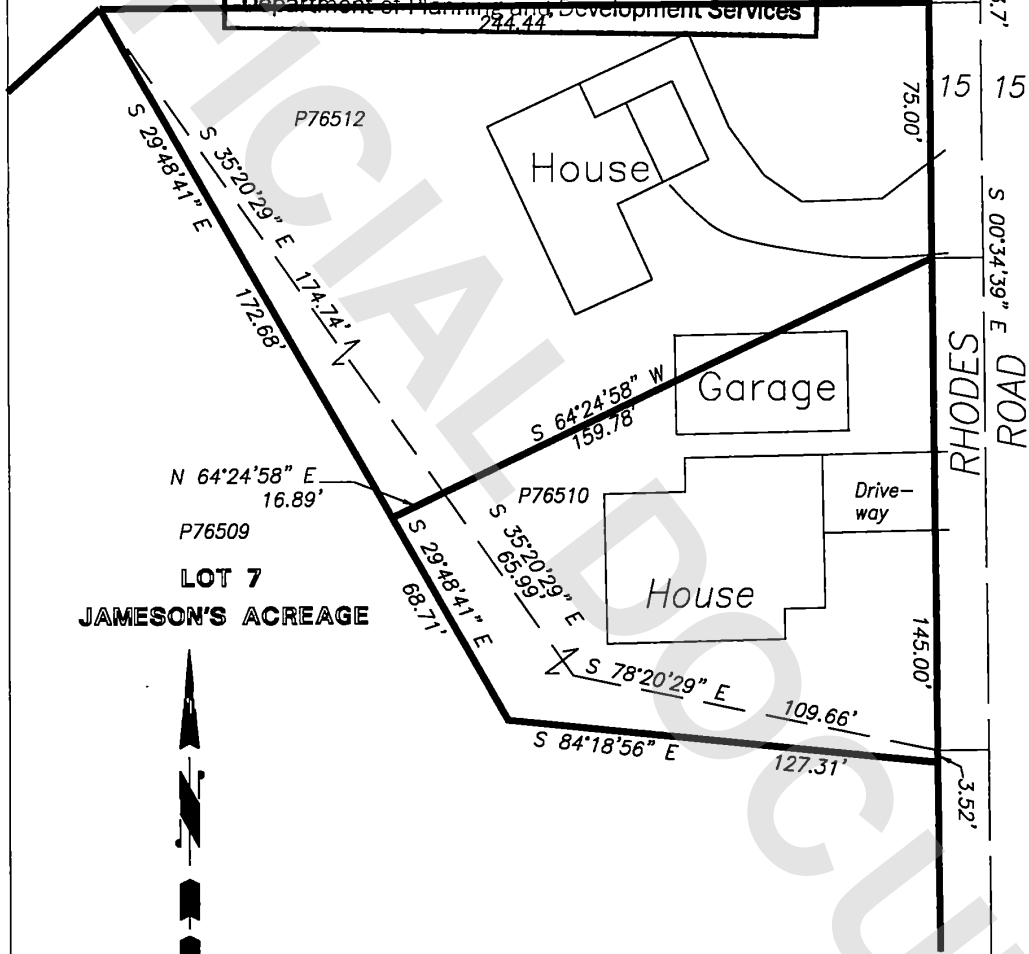 Department of Planning and Development Services
244.44
75.00'
15 15
P76512
House
S 29°48'41" E
172.68'
S 35°20'29" E
174.74'
S 00°34'39" E
RHODES
ROAD
S 64°24'58" W
159.78'
Garage
N 64°24'58" E
16.89'
P76509
P76510
LOT 7
JAMESON'S ACREAGE
S 35°20'29" E
65.99'
S 29°48'41" E
68.71'
House
Drive-
way
145.00'
S 78°20'29" E
109.66'
S 84°18'56" E
127.31'
3.52'